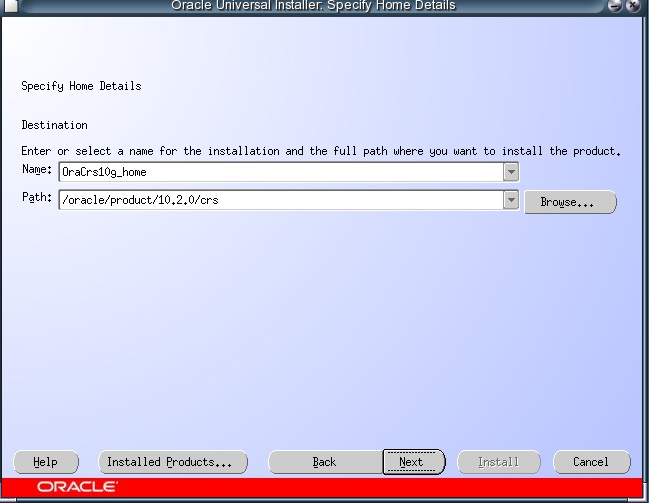 Oracle Universal Installer: Specify Home Details
Specify Home Details
Destination
Enter or select a name for the installation and the full path where you want to install the product.
Name: OraCrs10g_home
Path: /oracle/product/10.2.0/crs Browse...
Help Installed Products... Back Next Install Cancel
ORACLE